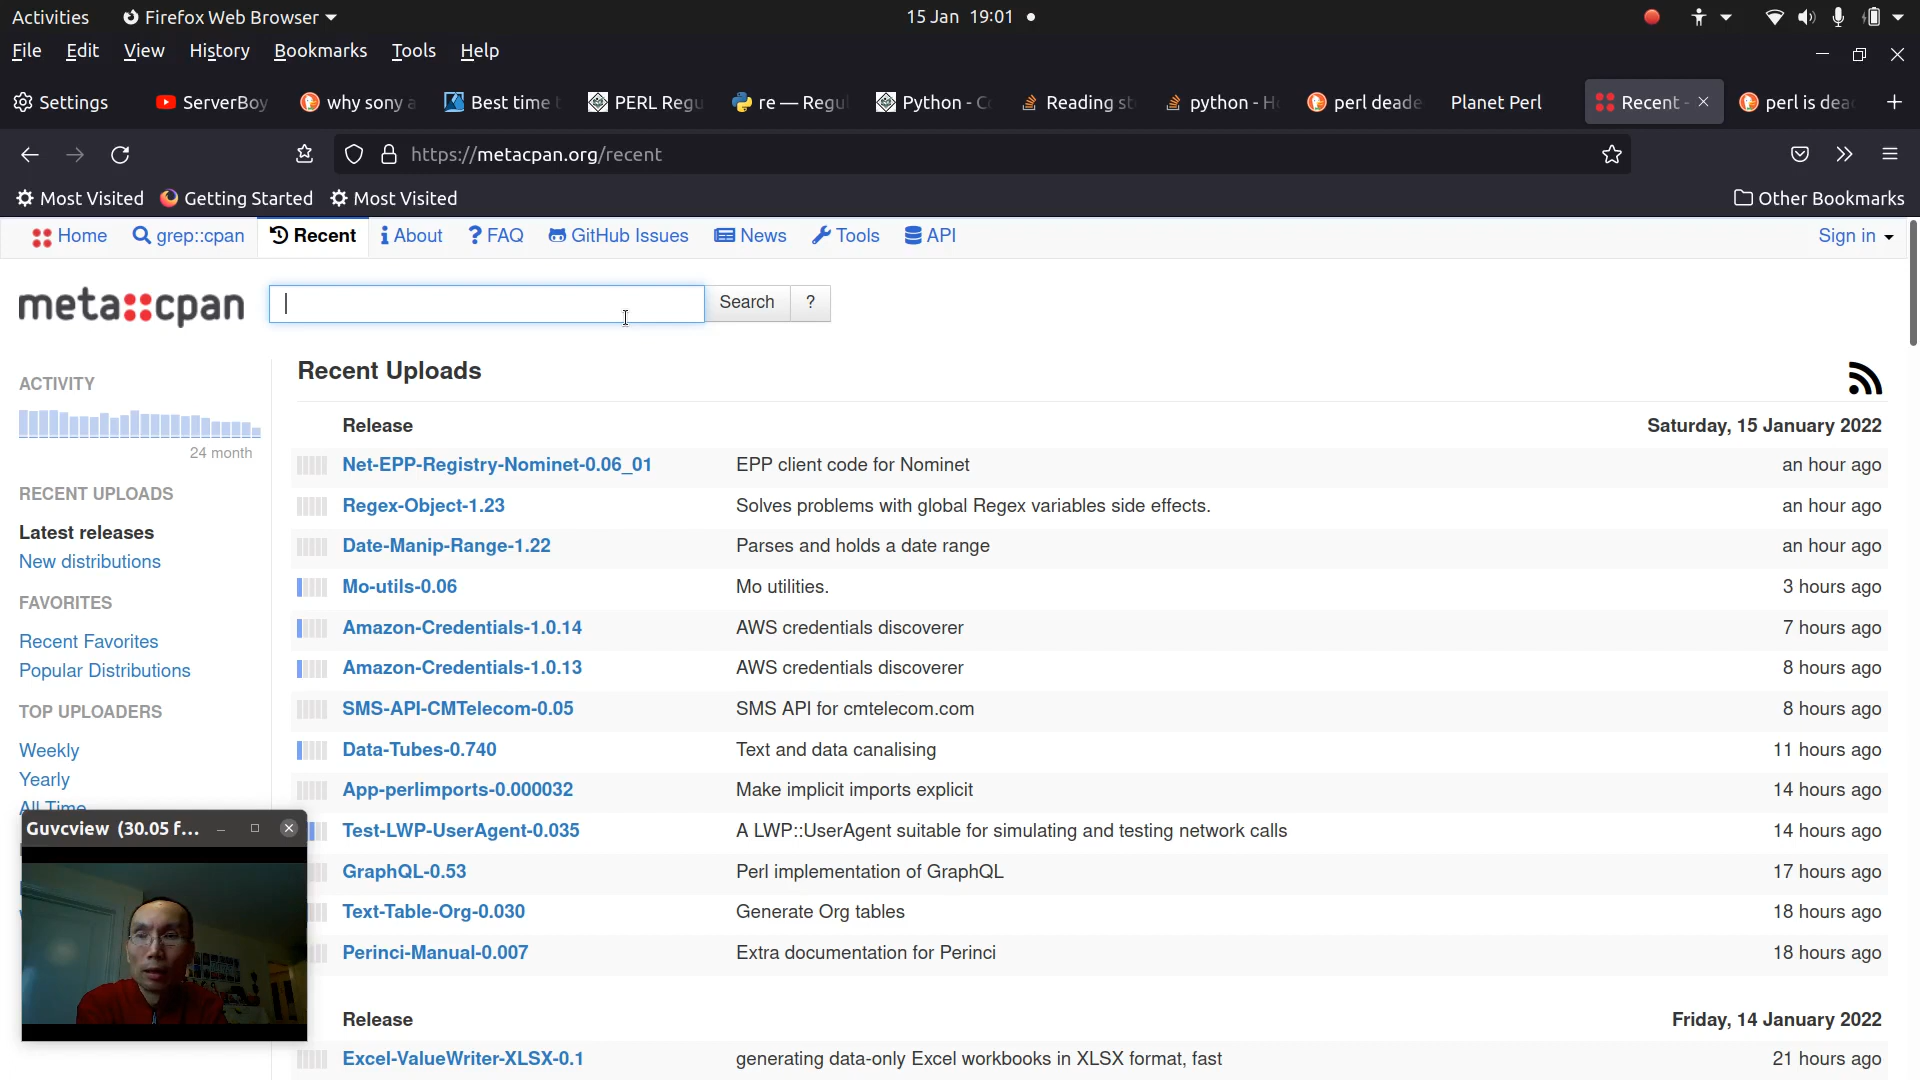 Activities Firefox Web Browser 15 Jan 19:01
File Edit View History Bookmarks Tools Help
Settings ServerBoy why sony a Best time t PERL Regu re — Regul Python - Co Reading st python - Ho perl deade Planet Perl Recent - perl is dea
https://metacpan.org/recent
Most Visited Getting Started Most Visited Other Bookmarks
Home grep::cpan Recent About FAQ GitHub Issues News Tools API Sign in
meta::cpan Search ?
ACTIVITY
24 month
RECENT UPLOADS
Latest releases
New distributions
FAVORITES
Recent Favorites
Popular Distributions
TOP UPLOADERS
Weekly
Yearly
All Time
Recent Uploads
Release Saturday, 15 January 2022
Net-EPP-Registry-Nominet-0.06_01 EPP client code for Nominet an hour ago
Regex-Object-1.23 Solves problems with global Regex variables side effects. an hour ago
Date-Manip-Range-1.22 Parses and holds a date range an hour ago
Mo-utils-0.06 Mo utilities. 3 hours ago
Amazon-Credentials-1.0.14 AWS credentials discoverer 7 hours ago
Amazon-Credentials-1.0.13 AWS credentials discoverer 8 hours ago
SMS-API-CMTelecom-0.05 SMS API for cmtelecom.com 8 hours ago
Data-Tubes-0.740 Text and data canalising 11 hours ago
App-perlimports-0.000032 Make implicit imports explicit 14 hours ago
Test-LWP-UserAgent-0.035 A LWP::UserAgent suitable for simulating and testing network calls 14 hours ago
GraphQL-0.53 Perl implementation of GraphQL 17 hours ago
Text-Table-Org-0.030 Generate Org tables 18 hours ago
Perinci-Manual-0.007 Extra documentation for Perinci 18 hours ago
Release Friday, 14 January 2022
Excel-ValueWriter-XLSX-0.1 generating data-only Excel workbooks in XLSX format, fast 21 hours ago
Guvcview (30.05 f...